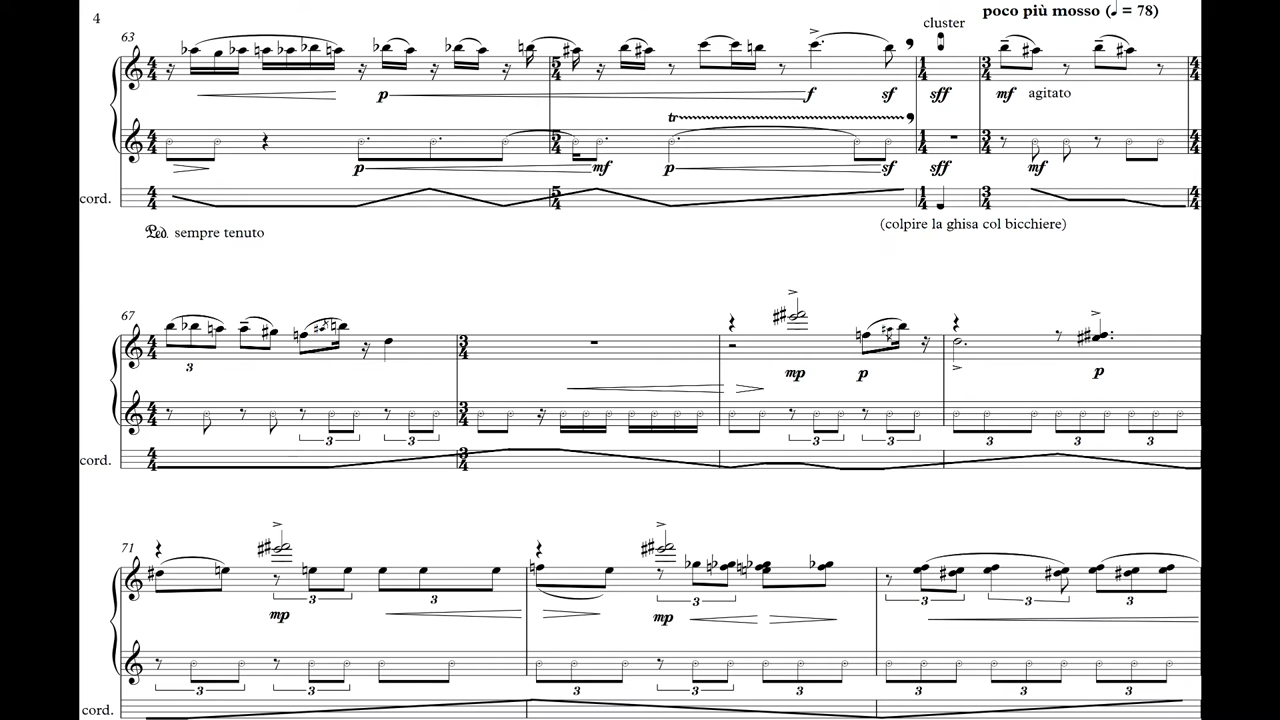 4
poco più mosso (♩ = 78)
cluster
63
p
f
sf
sff
mf
agitato
tr
p
mf
p
sf
sff
mf
cord.
Ped. sempre tenuto
(colpire la ghisa col bicchiere)
67
3
mp
p
p
3 3 3 3 3 3 3
cord.
71
3 3 3 3 3 3
mp
mp
3 3 3 3 3 3 3 3
cord.